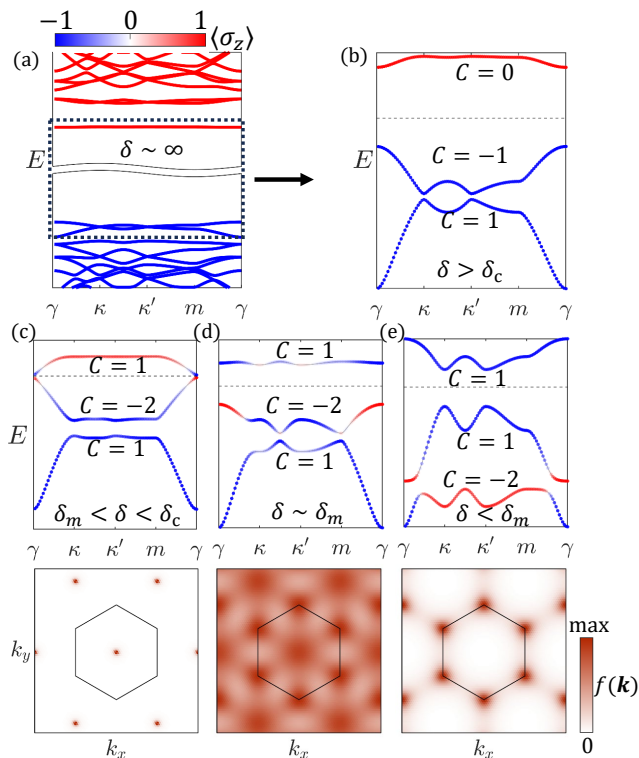 −1 0 1 ⟨σz⟩
(a)
E
δ ~ ∞
γ κ κ′ m γ
(b)
E
C = 0
C = −1
C = 1
δ > δc
γ κ κ′ m γ
(c)
E
C = 1
C = −2
C = 1
δm < δ < δc
γ κ κ′ m γ
(d)
C = 1
C = −2
C = 1
δ ~ δm
γ κ κ′ m γ
(e)
C = 1
C = 1
C = −2
δ < δm
γ κ κ′ m γ
ky
kx
kx
kx
max
f(k)
0